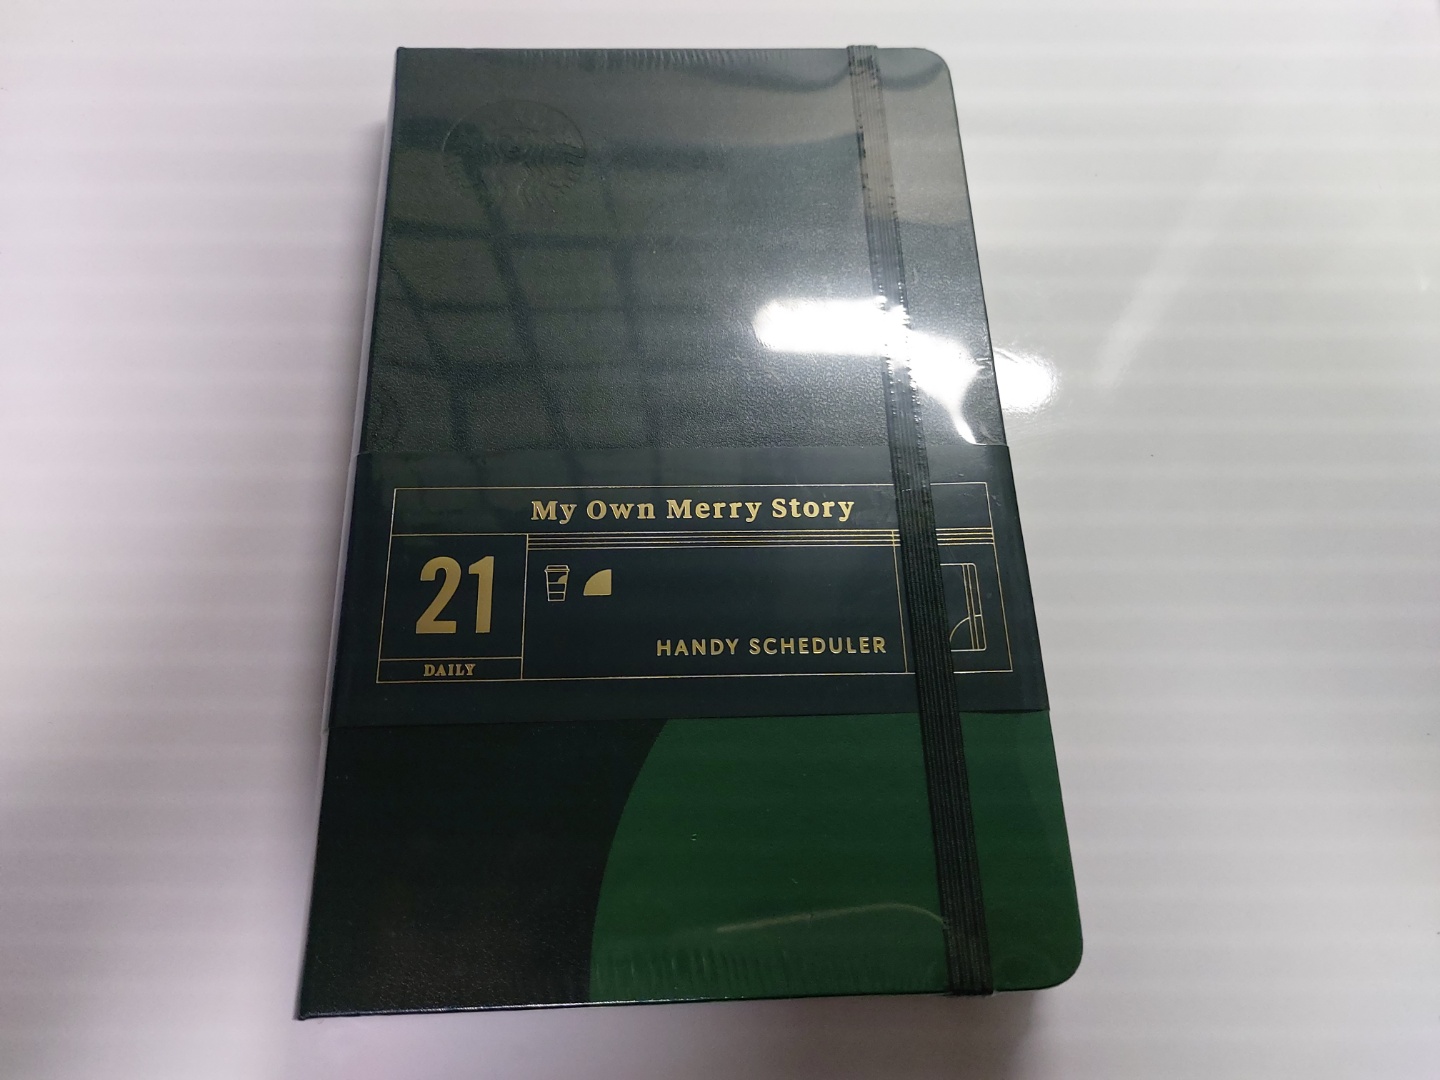 My Own Merry Story
21
DAILY
HANDY SCHEDULER